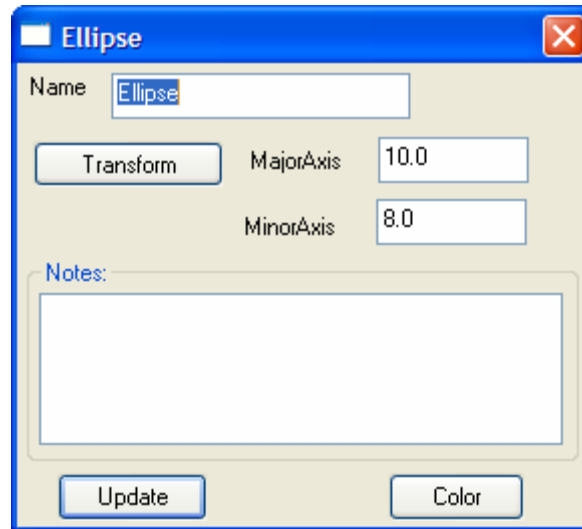 Ellipse
Name Ellipse
Transform MajorAxis 10.0
MinorAxis 8.0
Notes:
Update Color